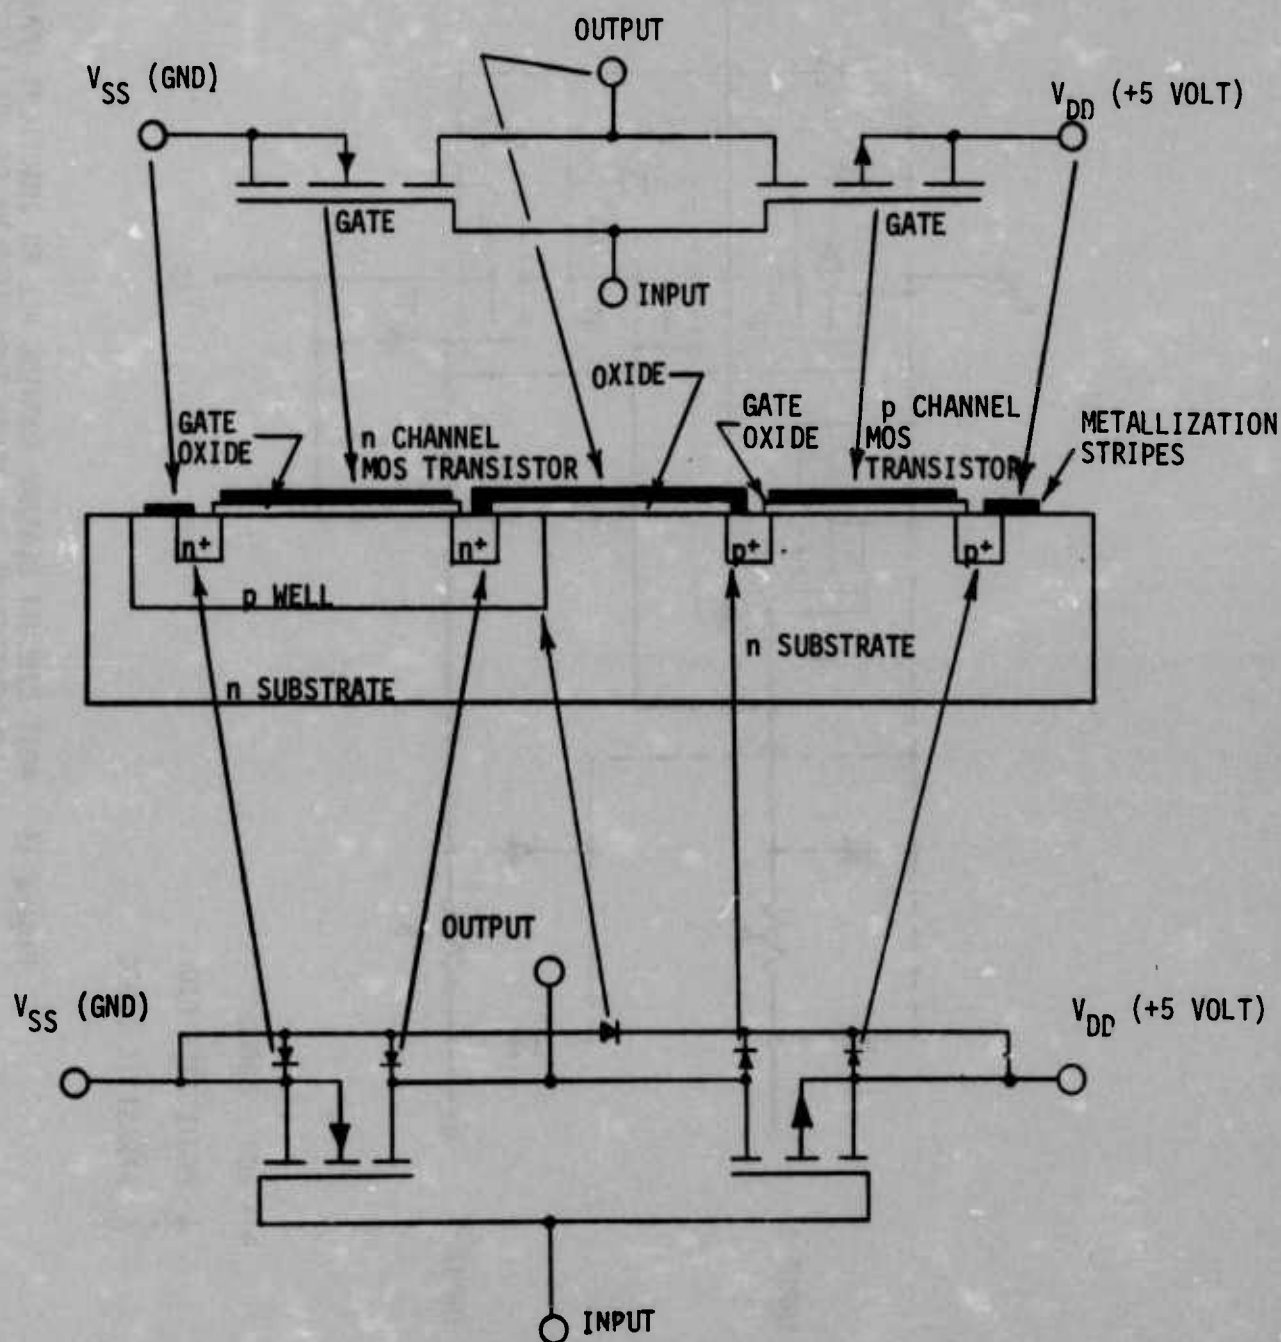 OUTPUT
V_SS (GND)
V_DD (+5 VOLT)
GATE
GATE
INPUT
OXIDE
GATE
OXIDE
n CHANNEL
MOS TRANSISTOR
GATE
OXIDE
p CHANNEL
MOS
TRANSISTOR
METALLIZATION
STRIPES
n+
n+
p+
p+
p WELL
n SUBSTRATE
n SUBSTRATE
OUTPUT
V_SS (GND)
V_DD (+5 VOLT)
INPUT